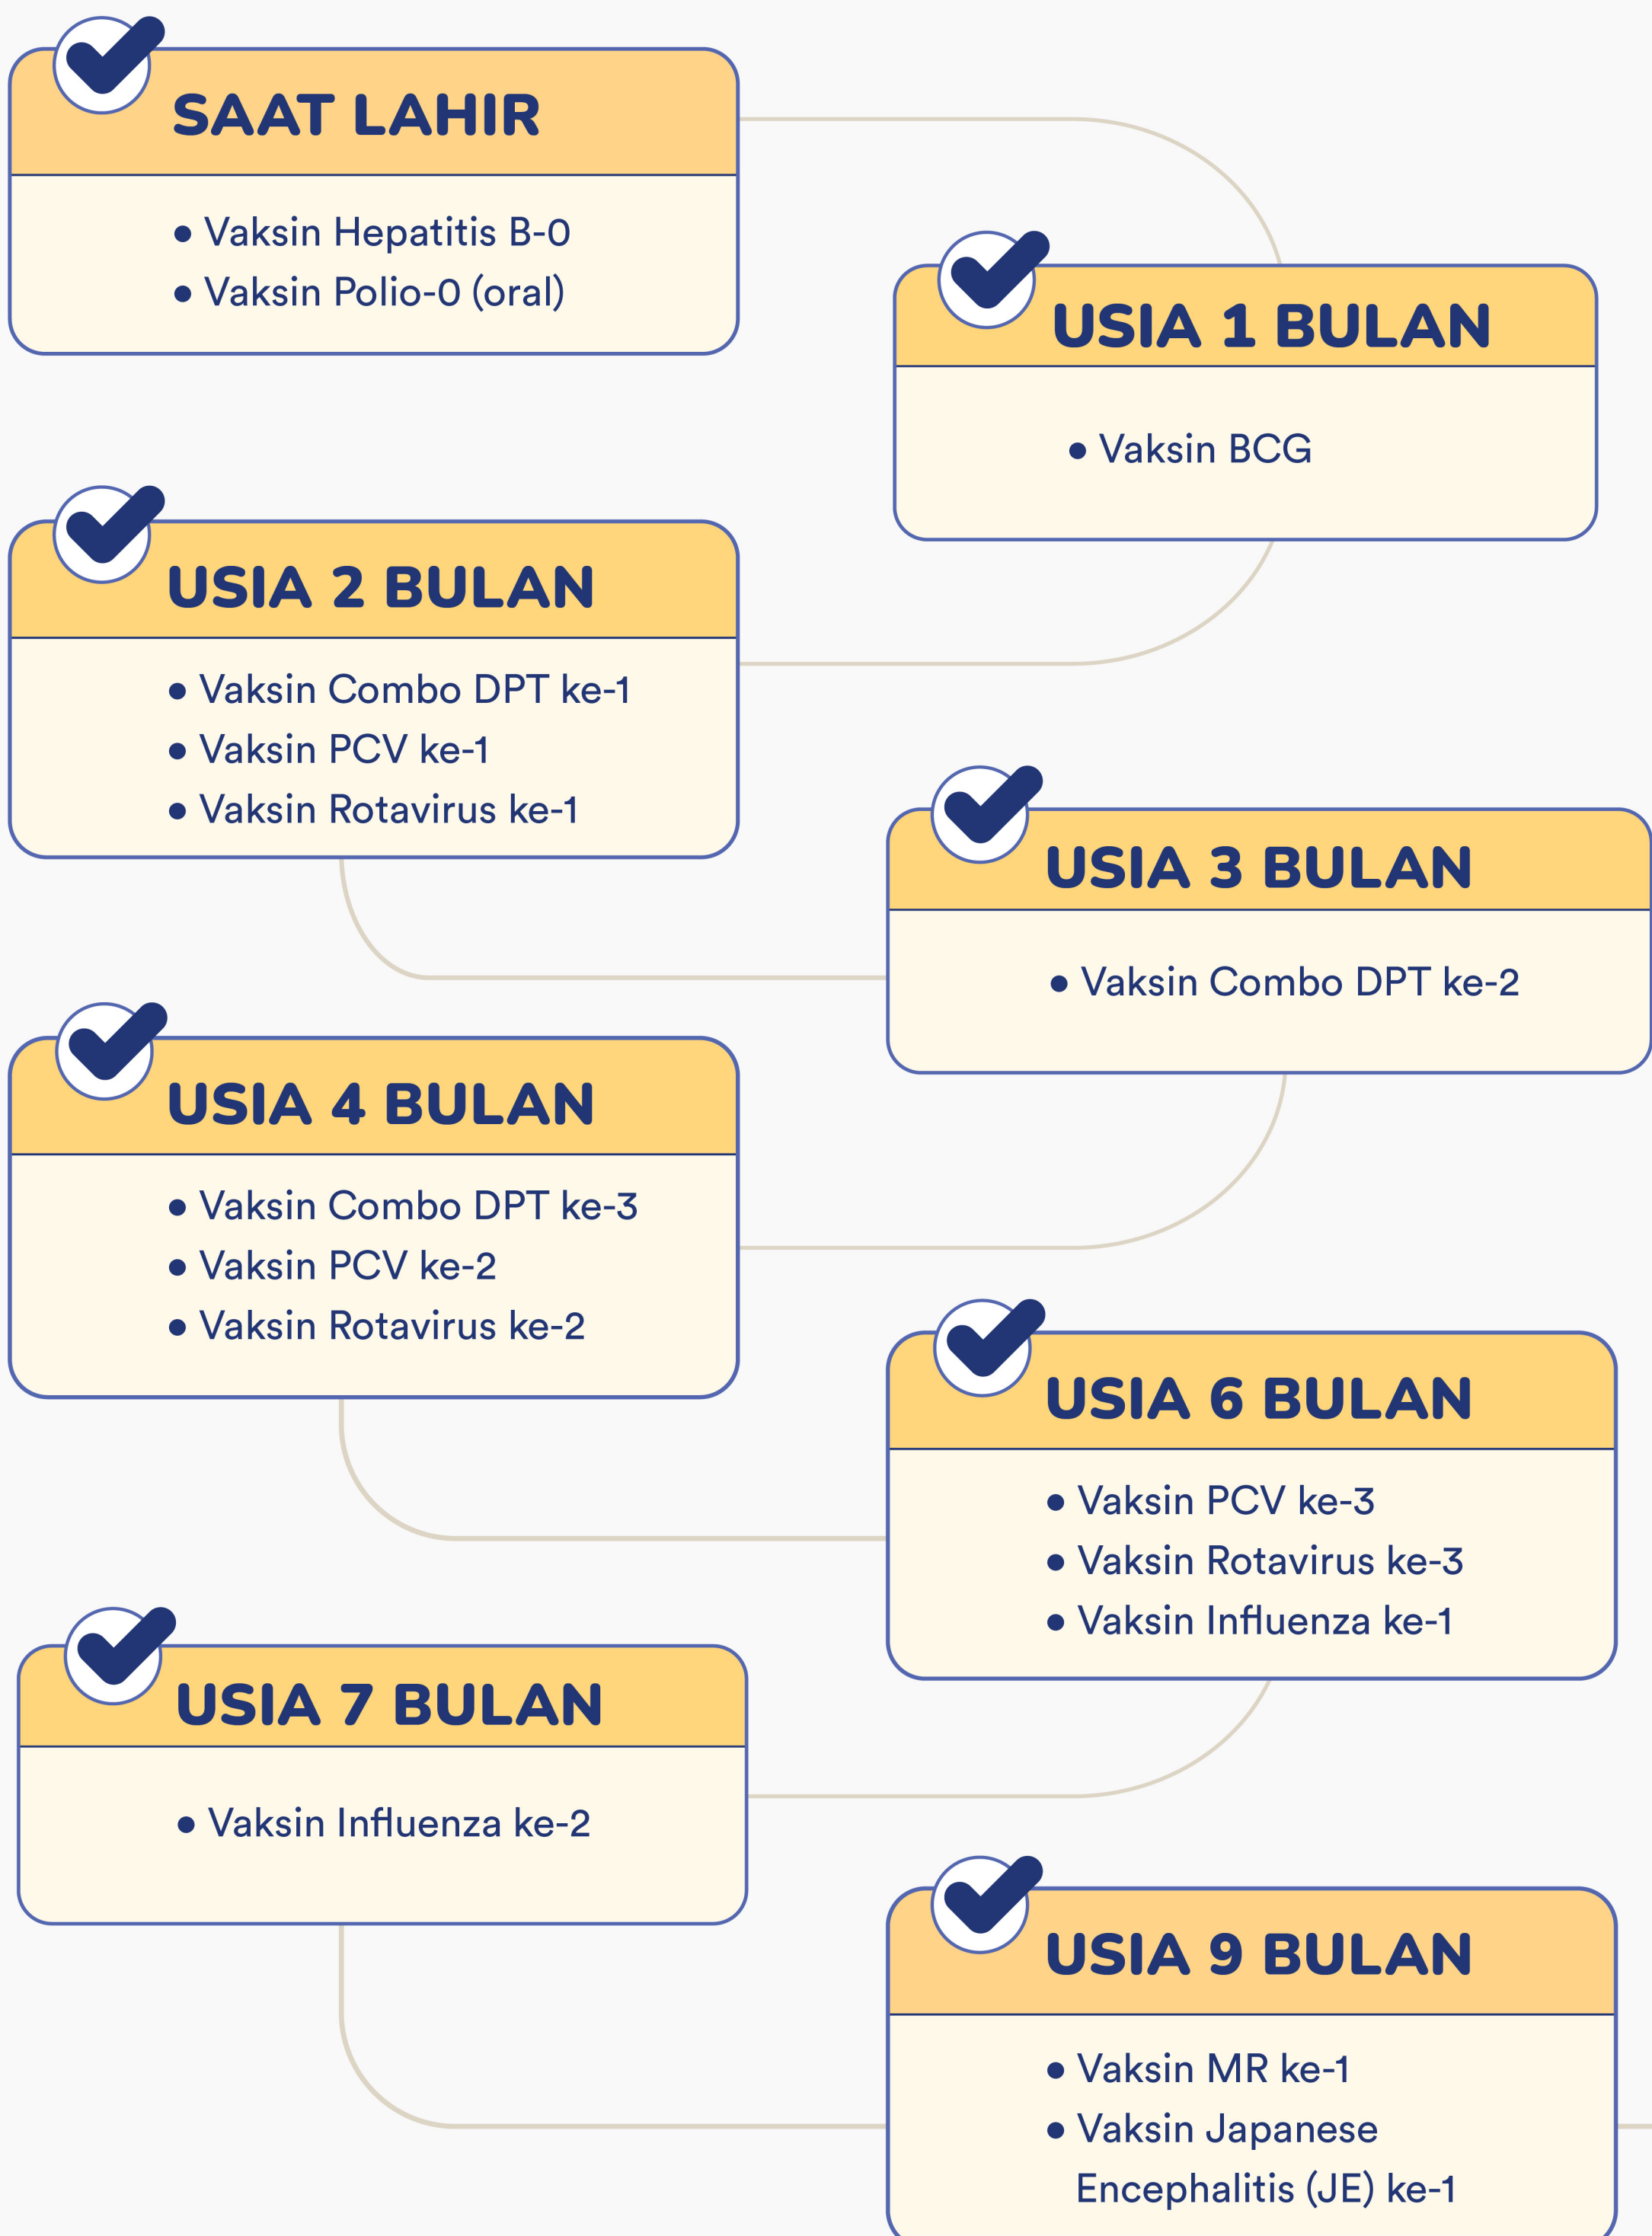 SAAT LAHIR
• Vaksin Hepatitis B-0
• Vaksin Polio-0 (oral)
USIA 1 BULAN
• Vaksin BCG
USIA 2 BULAN
• Vaksin Combo DPT ke-1
• Vaksin PCV ke-1
• Vaksin Rotavirus ke-1
USIA 3 BULAN
• Vaksin Combo DPT ke-2
USIA 4 BULAN
• Vaksin Combo DPT ke-3
• Vaksin PCV ke-2
• Vaksin Rotavirus ke-2
USIA 6 BULAN
• Vaksin PCV ke-3
• Vaksin Rotavirus ke-3
• Vaksin Influenza ke-1
USIA 7 BULAN
• Vaksin Influenza ke-2
USIA 9 BULAN
• Vaksin MR ke-1
• Vaksin Japanese
Encephalitis (JE) ke-1